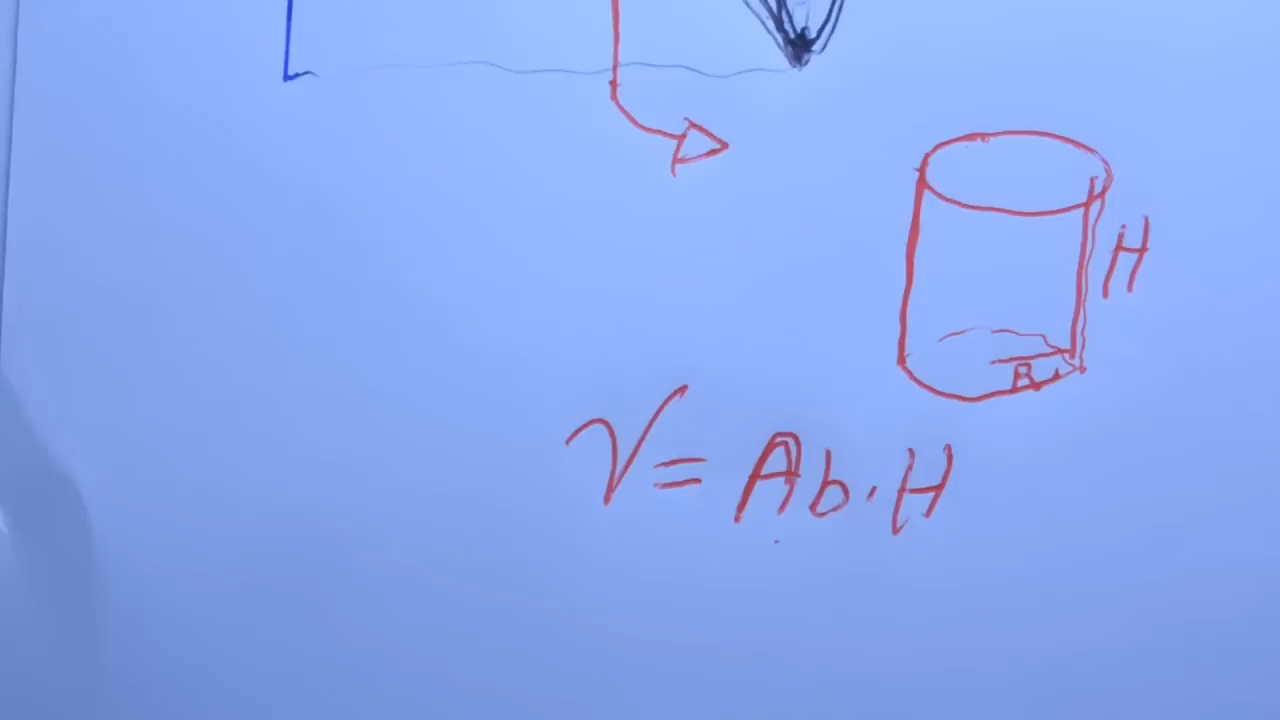 H
R
V = Ab . H